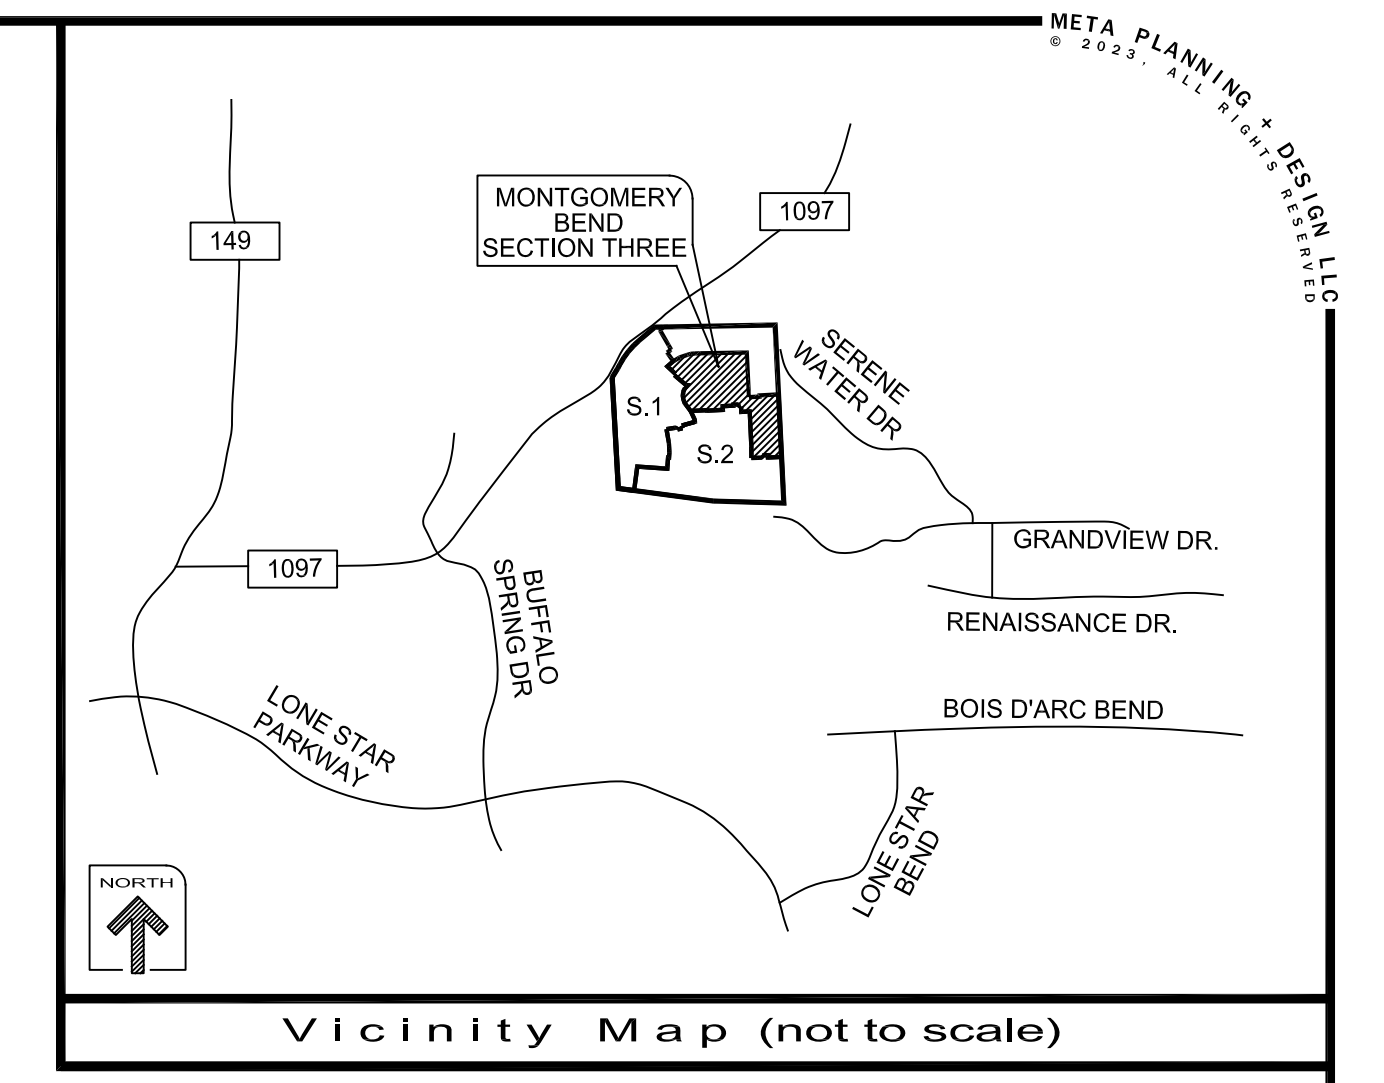 META PLANNING + DESIGN LLC
© 2023, ALL RIGHTS RESERVED
MONTGOMERY
BEND
SECTION THREE
1097
149
SERENE
WATER DR
S.1
S.2
GRANDVIEW DR.
1097
BUFFALO
SPRING DR
RENAISSANCE DR.
LONE STAR
PARKWAY
BOIS D'ARC BEND
LONE STAR
BEND
NORTH
Vicinity Map (not to scale)